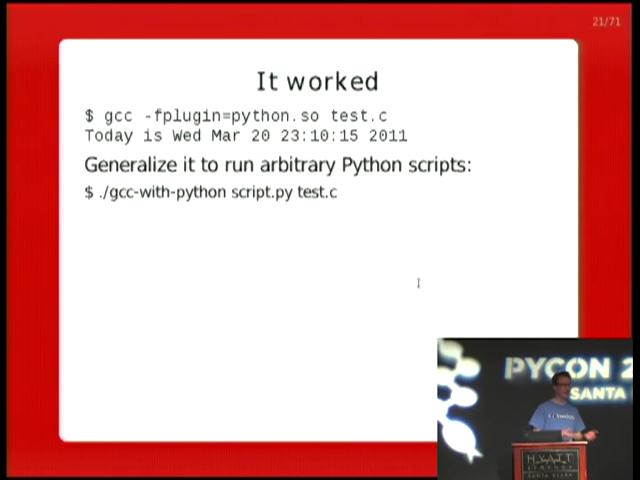 21/71
It worked
$ gcc -fplugin=python.so test.c
Today is Wed Mar 20 23:10:15 2011
Generalize it to run arbitrary Python scripts:
$ ./gcc-with-python script.py test.c
PYCON 2
SANTA
HYATT